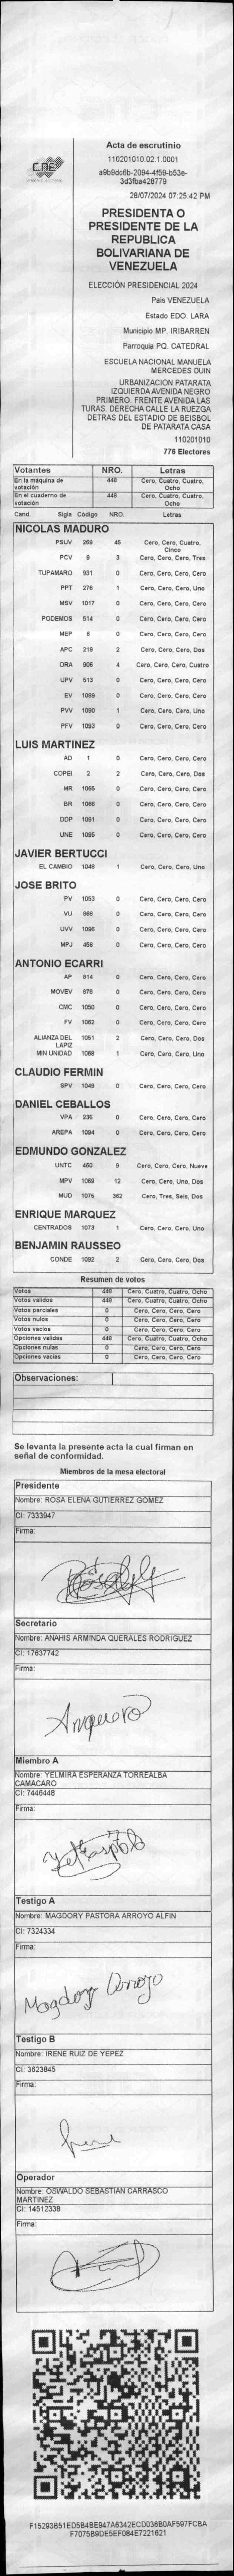 CNE
Acta de escrutinio
110201010.02.1.0001
a9b9dc6b-2094-4f59-b53e-
3d3fba428779
28/07/2024 07:25:42 PM
PRESIDENTA O
PRESIDENTE DE LA
REPUBLICA
BOLIVARIANA DE
VENEZUELA
ELECCIÓN PRESIDENCIAL 2024
Pais VENEZUELA
Estado EDO. LARA
Municipio MP. IRIBARREN
Parroquia PQ. CATEDRAL
ESCUELA NACIONAL MANUELA
MERCEDES DUIN
URBANIZACION PATARATA
IZQUIERDA AVENIDA NEGRO
PRIMERO. FRENTE AVENIDA LAS
TURAS. DERECHA CALLE LA RUEZGA
DETRAS DEL ESTADIO DE BEISBOL
DE PATARATA CASA
110201010
776 Electores
Votantes NRO. Letras
En la máquina de votación 448 Cero, Cuatro, Cuatro, Ocho
En el cuaderno de votación 448 Cero, Cuatro, Cuatro, Ocho
Cand. Sigla Código NRO. Letras
NICOLAS MADURO
PSUV 269 45 Cero, Cero, Cuatro, Cinco
PCV 9 3 Cero, Cero, Cero, Tres
TUPAMARO 931 0 Cero, Cero, Cero, Cero
PPT 276 1 Cero, Cero, Cero, Uno
MSV 1017 0 Cero, Cero, Cero, Cero
PODEMOS 514 0 Cero, Cero, Cero, Cero
MEP 6 0 Cero, Cero, Cero, Cero
APC 219 2 Cero, Cero, Cero, Dos
ORA 906 4 Cero, Cero, Cero, Cuatro
UPV 513 0 Cero, Cero, Cero, Cero
EV 1089 0 Cero, Cero, Cero, Cero
PVV 1090 1 Cero, Cero, Cero, Uno
PFV 1093 0 Cero, Cero, Cero, Cero
LUIS MARTINEZ
AD 1 0 Cero, Cero, Cero, Cero
COPEI 2 2 Cero, Cero, Cero, Dos
MR 1065 0 Cero, Cero, Cero, Cero
BR 1066 0 Cero, Cero, Cero, Cero
DDP 1091 0 Cero, Cero, Cero, Cero
UNE 1095 0 Cero, Cero, Cero, Cero
JAVIER BERTUCCI
EL CAMBIO 1048 1 Cero, Cero, Cero, Uno
JOSE BRITO
PV 1053 0 Cero, Cero, Cero, Cero
VU 888 0 Cero, Cero, Cero, Cero
UVV 1096 0 Cero, Cero, Cero, Cero
MPJ 458 0 Cero, Cero, Cero, Cero
ANTONIO ECARRI
AP 814 0 Cero, Cero, Cero, Cero
MOVEV 878 0 Cero, Cero, Cero, Cero
CMC 1050 0 Cero, Cero, Cero, Cero
FV 1062 0 Cero, Cero, Cero, Cero
ALIANZA DEL LAPIZ 1051 2 Cero, Cero, Cero, Dos
MIN UNIDAD 1069 1 Cero, Cero, Cero, Uno
CLAUDIO FERMIN
SPV 1049 0 Cero, Cero, Cero, Cero
DANIEL CEBALLOS
VPA 236 0 Cero, Cero, Cero, Cero
AREPA 1094 0 Cero, Cero, Cero, Cero
EDMUNDO GONZALEZ
UNTC 460 9 Cero, Cero, Cero, Nueve
MPV 1068 12 Cero, Cero, Uno, Dos
MUD 1076 362 Cero, Tres, Seis, Dos
ENRIQUE MARQUEZ
CENTRADOS 1073 1 Cero, Cero, Cero, Uno
BENJAMIN RAUSSEO
CONDE 1092 2 Cero, Cero, Cero, Dos
Resumen de votos
Votos 448 Cero, Cuatro, Cuatro, Ocho
Votos validos 448 Cero, Cuatro, Cuatro, Ocho
Votos parciales 0 Cero, Cero, Cero, Cero
Votos nulos 0 Cero, Cero, Cero, Cero
Votos vacios 0 Cero, Cero, Cero, Cero
Opciones validas 448 Cero, Cuatro, Cuatro, Ocho
Opciones nulas 0 Cero, Cero, Cero, Cero
Opciones vacias 0 Cero, Cero, Cero, Cero
Observaciones:
Se levanta la presente acta la cual firman en
señal de conformidad.
Miembros de la mesa electoral
Presidente
Nombre: ROSA ELENA GUTIERREZ GOMEZ
CI: 7333947
Firma:
Secretario
Nombre: ANAHIS ARMINDA QUERALES RODRIGUEZ
CI: 17637742
Firma:
Miembro A
Nombre: YELMIRA ESPERANZA TORREALBA
CAMACARO
CI: 7446448
Firma:
Testigo A
Nombre: MAGDORY PASTORA ARROYO ALFIN
CI: 7324334
Firma:
Magdory Arroyo
Testigo B
Nombre: IRENE RUIZ DE YEPEZ
CI: 3623845
Firma:
Irene
Operador
Nombre: OSWALDO SEBASTIAN CARRASCO
MARTINEZ
CI: 14512338
Firma:
F15293B51ED5B4BE947A6342ECD036B0AF597FCBA
F7075B9DE5EF084E7221621